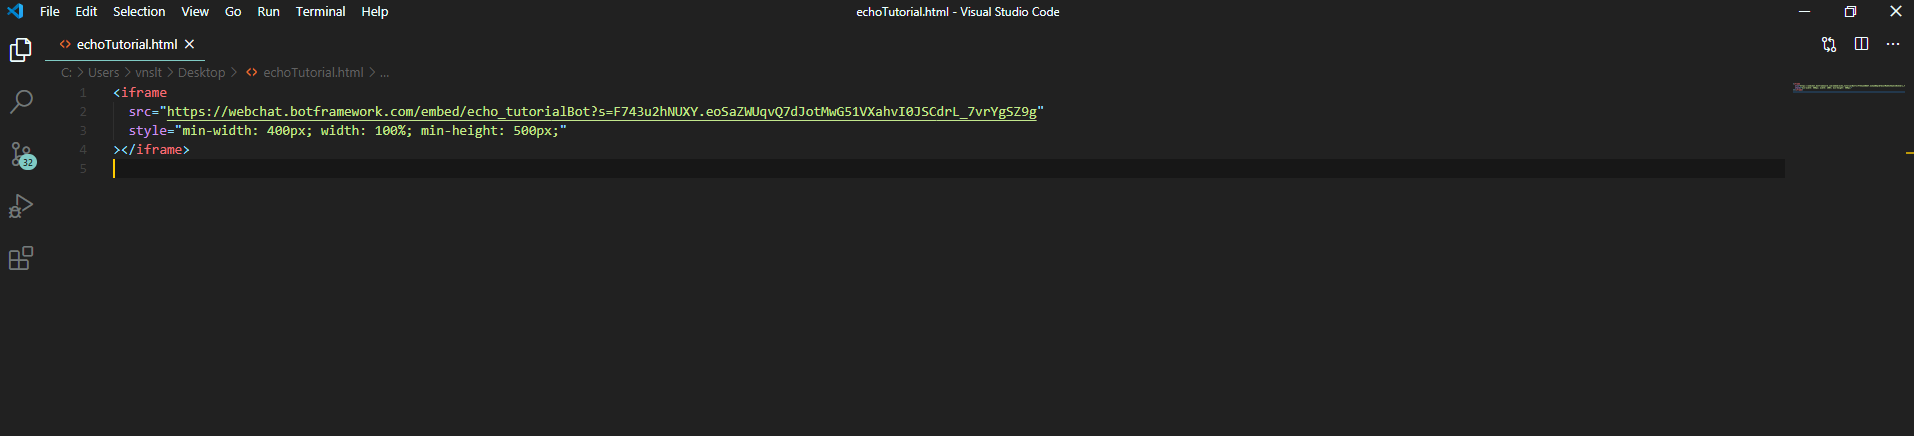 File Edit Selection View Go Run Terminal Help echoTutorial.html - Visual Studio Code
echoTutorial.html
C: > Users > vnslt > Desktop > echoTutorial.html > ...
1 <iframe
2 src="https://webchat.botframework.com/embed/echo_tutorialBot?s=F743u2hNUXY.eoSaZWUqvQ7dJotMwG51VXahvI0JSCdrL_7vrYgSZ9g"
3 style="min-width: 400px; width: 100%; min-height: 500px;"
4 ></iframe>
32
5